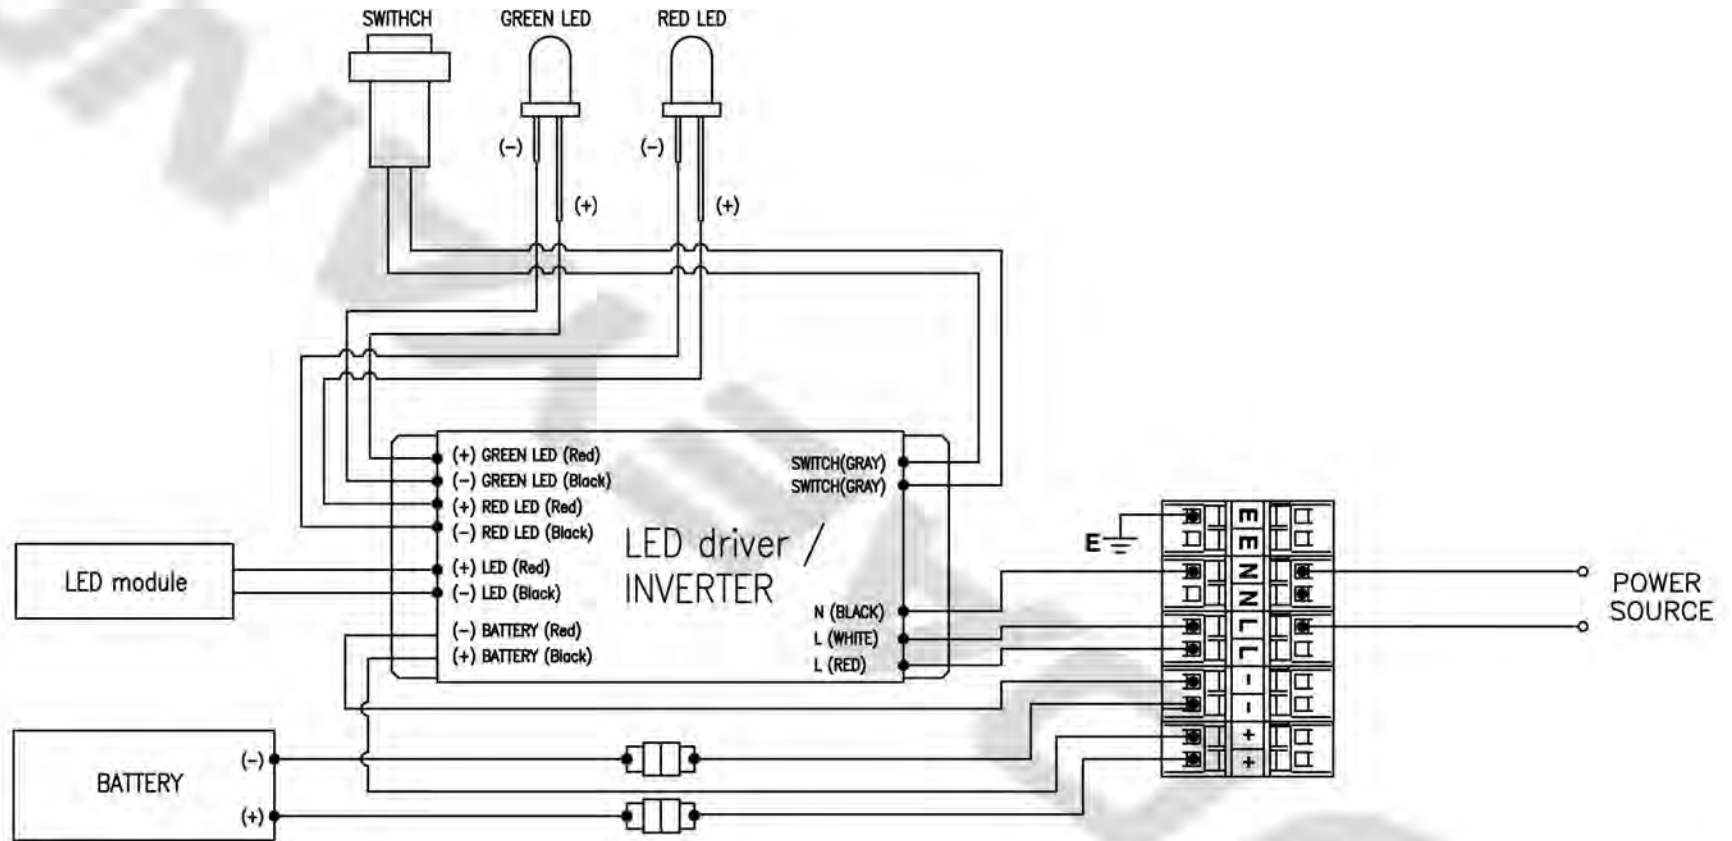 SWITHCH GREEN LED RED LED
(-) (-)
(+) (+)
(+) GREEN LED (Red)
(-) GREEN LED (Black)
(+) RED LED (Red)
(-) RED LED (Black)
(+) LED (Red)
(-) LED (Black)
(-) BATTERY (Red)
(+) BATTERY (Black)
LED driver /
INVERTER
SWITCH(GRAY)
SWITCH(GRAY)
N (BLACK)
L (WHITE)
L (RED)
LED module
BATTERY
(-)
(+)
E
E
E
N
N
L
L
-
-
+
+
POWER
SOURCE